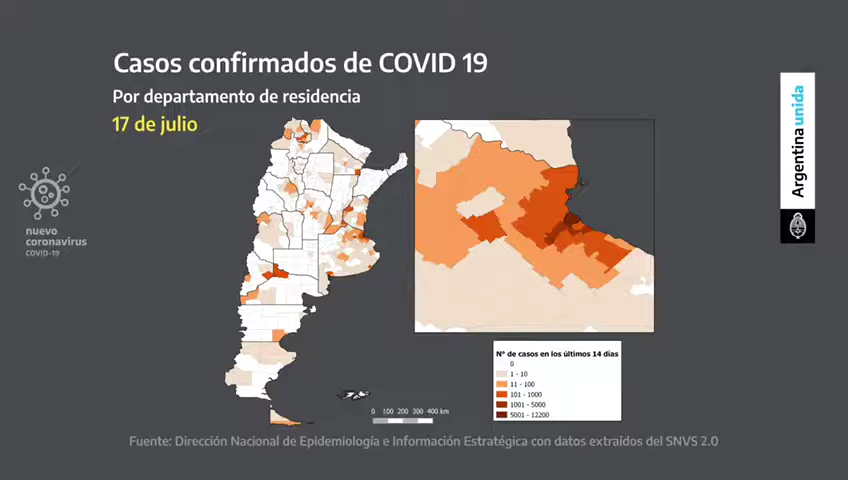 Casos confirmados de COVID 19
Por departamento de residencia
17 de julio
nuevo
coronavirus
COVID-19
Argentina unida
N° de casos en los últimos 14 días
0
1 - 10
11 - 100
101 - 1000
1001 - 5000
5001 - 12200
0 100 200 300 400 km
Fuente: Dirección Nacional de Epidemiología e Información Estratégica con datos extraidos del SNVS 2.0